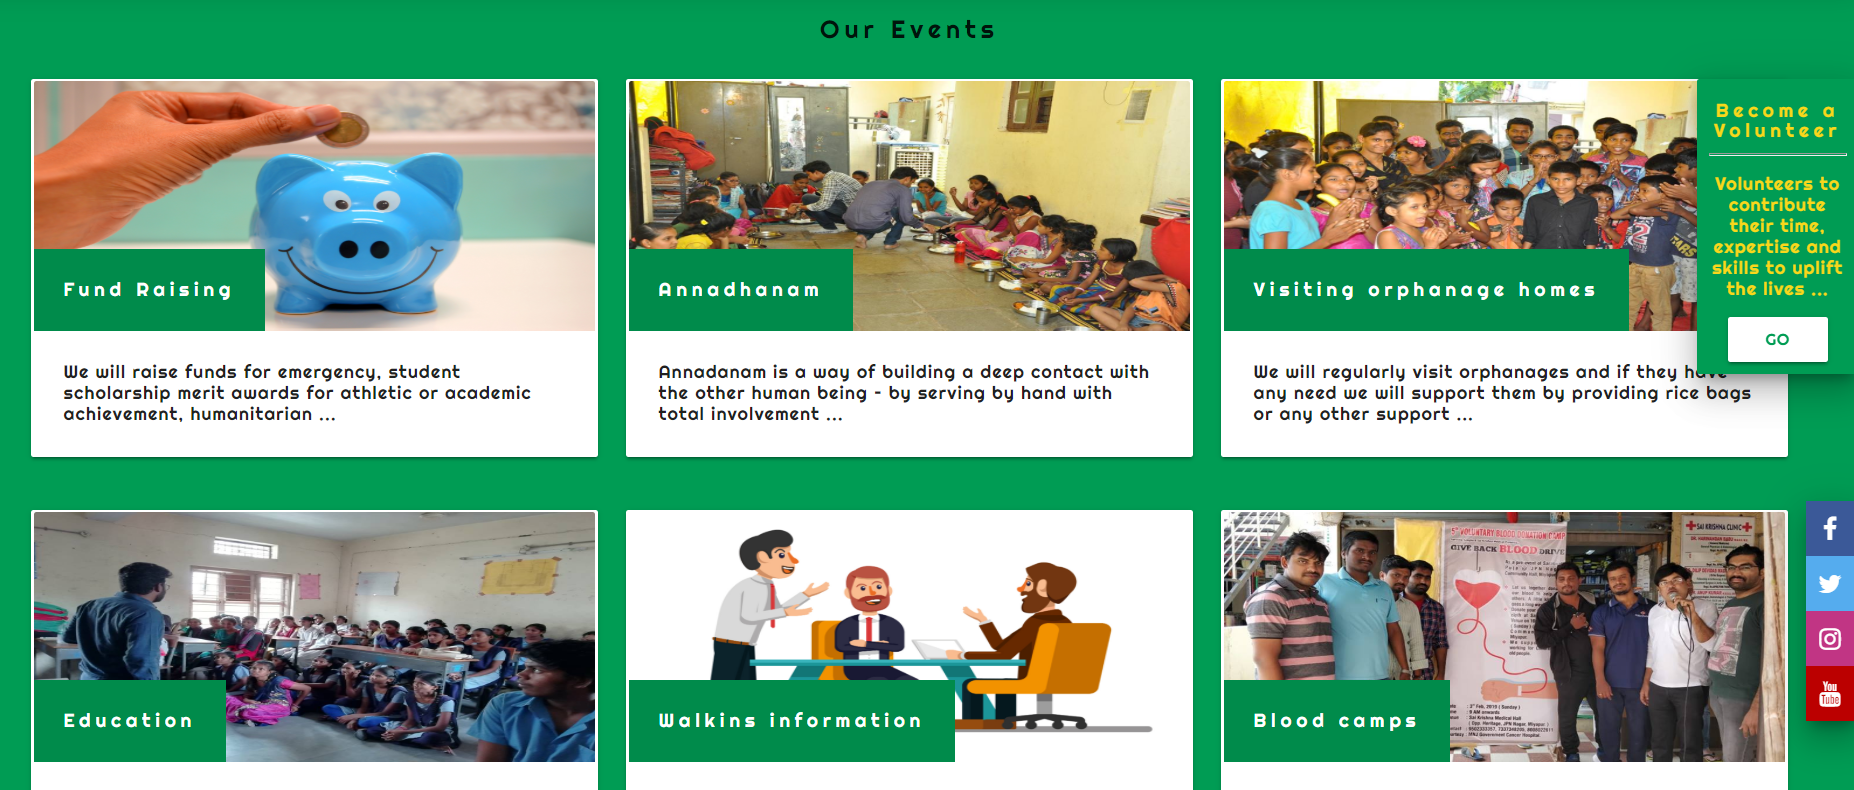 Our Events
Fund Raising
We will raise funds for emergency, student
scholarship merit awards for athletic or academic
achievement, humanitarian ...
Annadhanam
Annadanam is a way of building a deep contact with
the other human being - by serving by hand with
total involvement ...
Visiting orphanage homes
We will regularly visit orphanages and if they have
any need we will support them by providing rice bags
or any other support ...
Become a
Volunteer
Volunteers to
contribute
their time,
expertise and
skills to uplift
the lives ...
GO
Education
Walkins information
Blood camps
5th VOLUNTARY BLOOD DONATION CAMP
GIVE BACK BLOOD DRIVE
SAI KRISHNA CLINIC
You
Tube